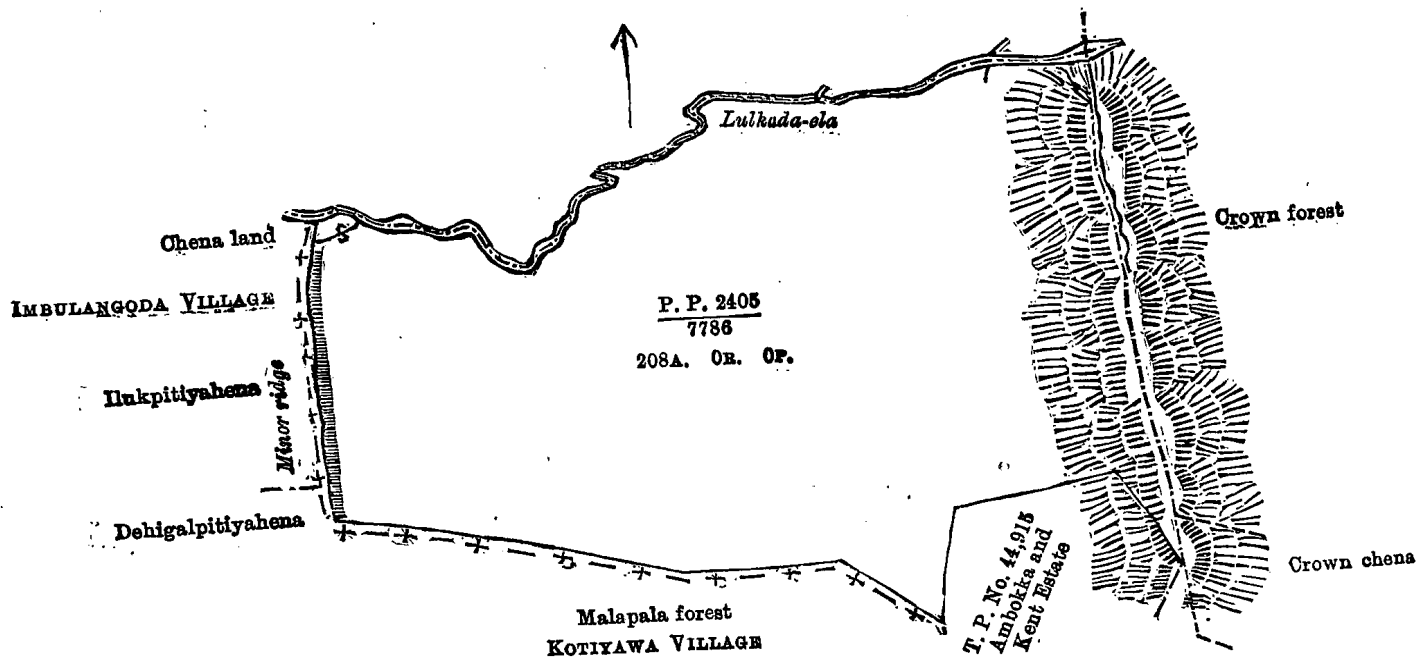 Lulkada-ela
Chena land
Crown forest
IMBULANGODA VILLAGE
P. P. 2405
7786
208A. 0R. 0P.
Ilukpitiyahena
Minor ridge
Dehigalpitiyahena
T. P. No. 44,915
Ambokka and
Kent Estate
Crown chena
Malapala forest
KOTIYAWA VILLAGE